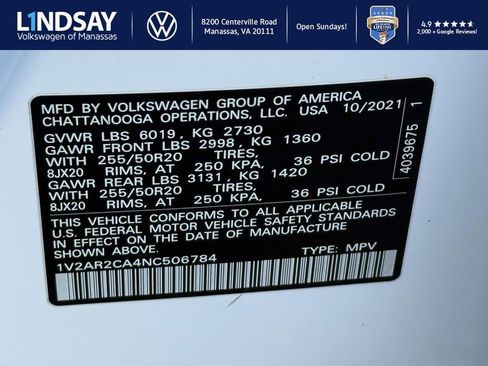 LINDSAY
Volkswagen of Manassas
8200 Centerville Road
Manassas, VA 20111
Open Sundays!
4.9
2,000+ Google Reviews!
MFD BY VOLKSWAGEN GROUP OF AMERICA
CHATTANOOGA OPERATIONS, LLC. USA 10/2021
GVWR LBS 6019, KG 2730
GAWR FRONT LBS 2998, KG 1360
WITH 255/50R20 TIRES,
8JX20 RIMS, AT 250 KPA, 36 PSI COLD
GAWR REAR LBS 3131, KG 1420
WITH 255/50R20 TIRES,
8JX20 RIMS, AT 250 KPA, 36 PSI COLD
THIS VEHICLE CONFORMS TO ALL APPLICABLE
U.S. FEDERAL MOTOR VEHICLE SAFETY STANDARDS
IN EFFECT ON THE DATE OF MANUFACTURE
SHOWN ABOVE.
1V2AR2CA4NC506784 TYPE: MPV
4039675 1